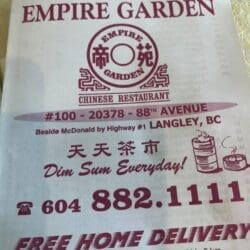 EMPIRE GARDEN
EMPIRE
帝苑
GARDEN
CHINESE RESTAURANT
#100 - 20378 - 88TH AVENUE
Beside McDonald by Highway #1 LANGLEY, BC
天天茶市
Dim Sum Everyday!
☎ 604 882.1111
FREE HOME DELIVERY